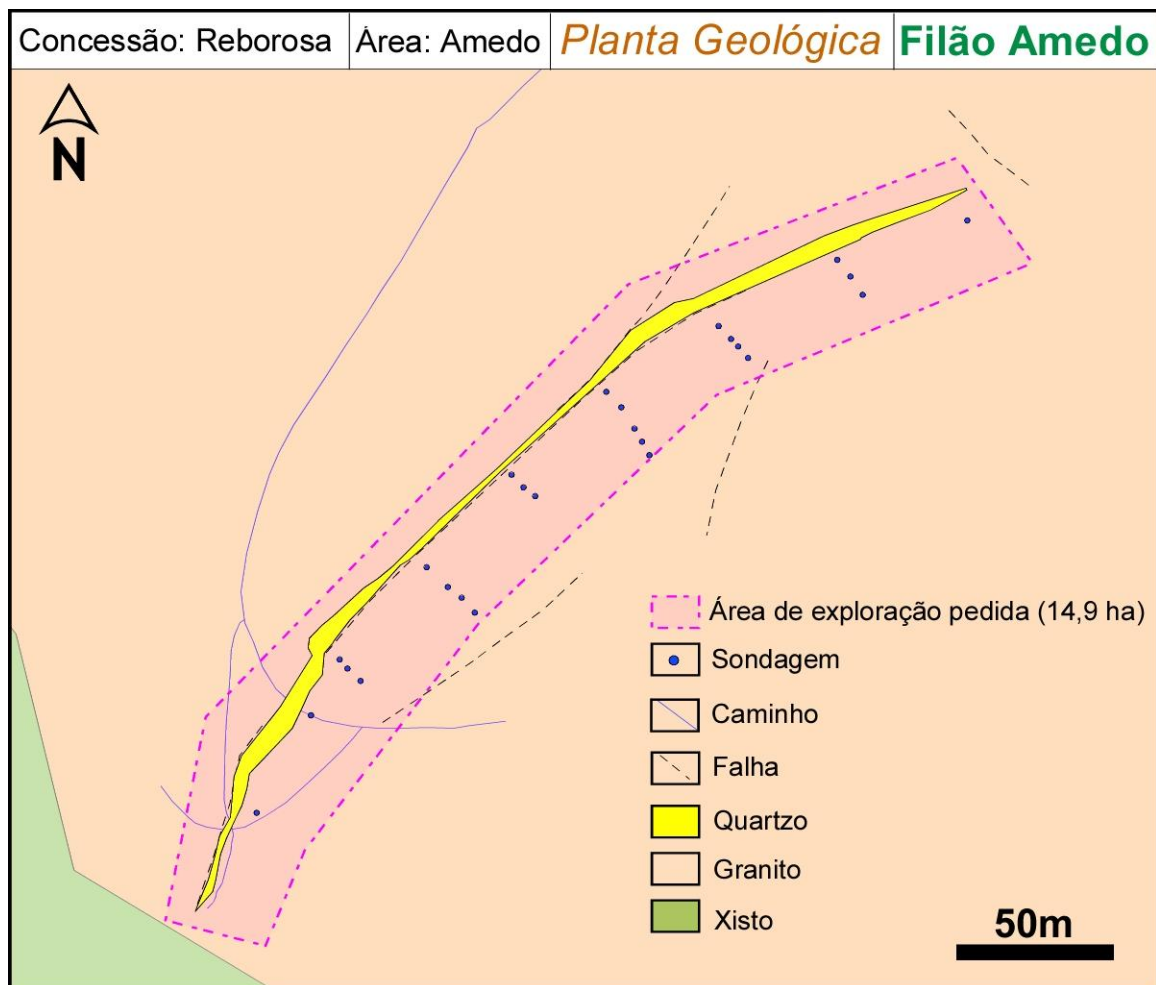 Concessão: Reborosa Área: Amedo Planta Geológica Filão Amedo
N
Área de exploração pedida (14,9 ha)
Sondagem
Caminho
Falha
Quartzo
Granito
Xisto
50m